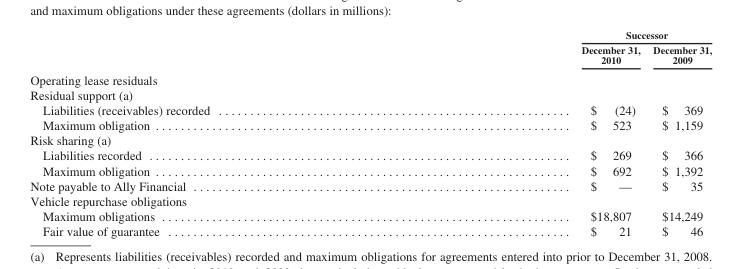 and maximum obligations under these agreements (dollars in millions):
Successor
December 31, 2010 December 31, 2009
Operating lease residuals
Residual support (a)
Liabilities (receivables) recorded $ (24) $ 369
Maximum obligation $ 523 $ 1,159
Risk sharing (a)
Liabilities recorded $ 269 $ 366
Maximum obligation $ 692 $ 1,392
Note payable to Ally Financial $ — $ 35
Vehicle repurchase obligations
Maximum obligations $18,807 $14,249
Fair value of guarantee $ 21 $ 46
(a) Represents liabilities (receivables) recorded and maximum obligations for agreements entered into prior to December 31, 2008.